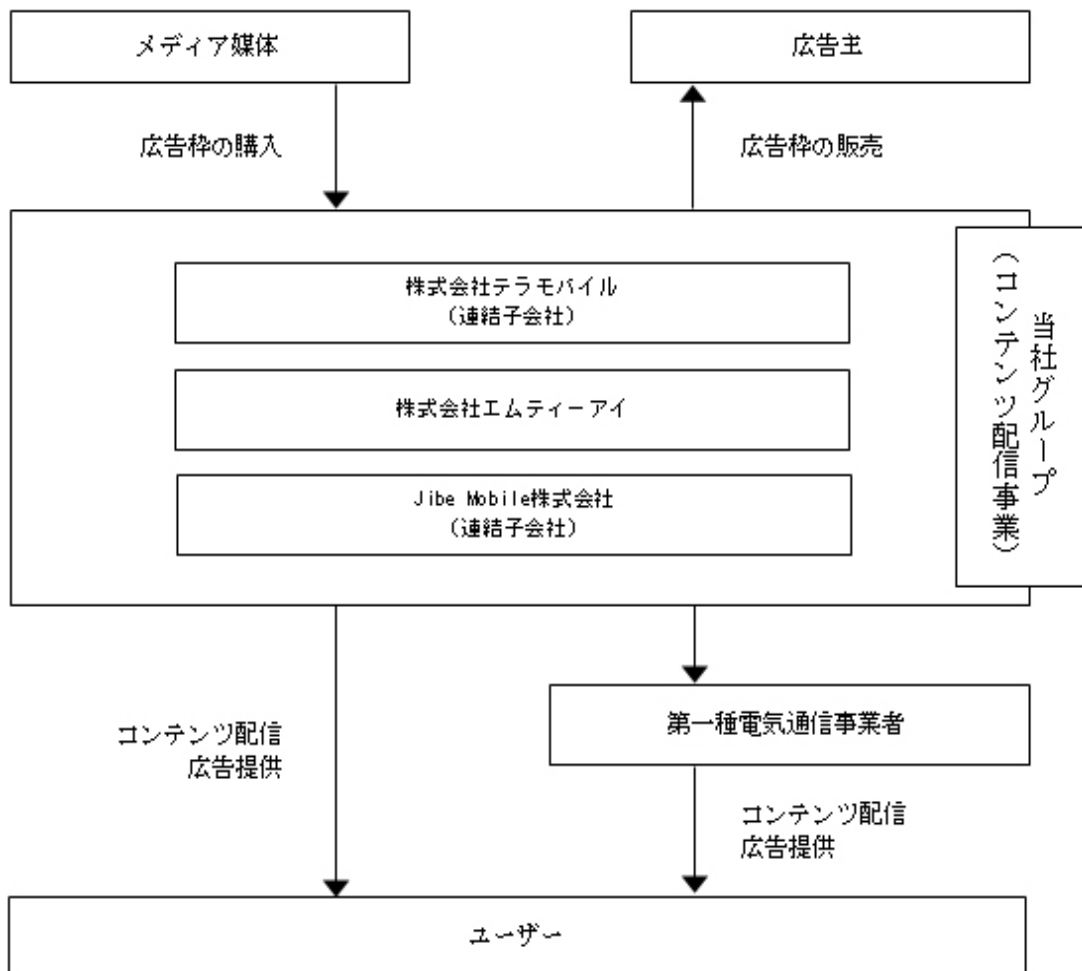 メディア媒体
広告主
広告枠の購入
広告枠の販売
株式会社テラモバイル
(連結子会社)
株式会社エムティーアイ
Jibe Mobile株式会社
(連結子会社)
当社グループ
(コンテンツ配信事業)
第一種電気通信事業者
コンテンツ配信
広告提供
コンテンツ配信
広告提供
ユーザー